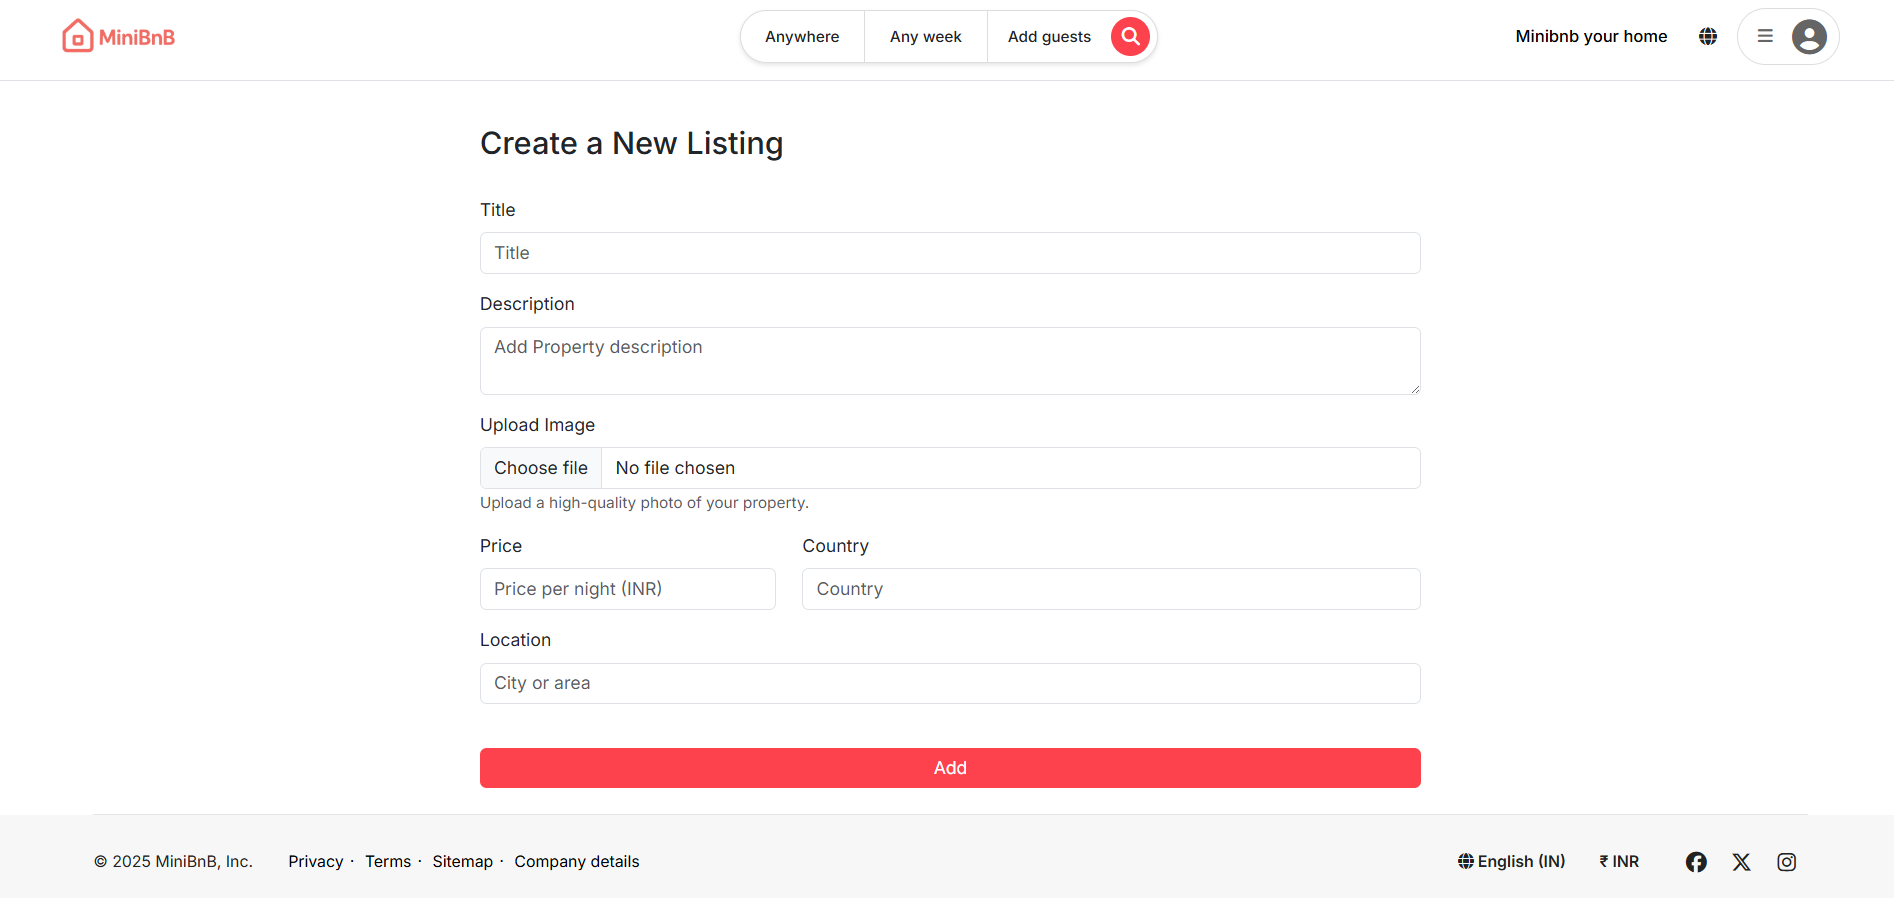 MiniBnB
Anywhere
Any week
Add guests
Minibnb your home
Create a New Listing
Title
Title
Description
Add Property description
Upload Image
Choose file No file chosen
Upload a high-quality photo of your property.
Price
Country
Price per night (INR)
Country
Location
City or area
Add
© 2025 MiniBnB, Inc.
Privacy · Terms · Sitemap · Company details
English (IN)
₹ INR